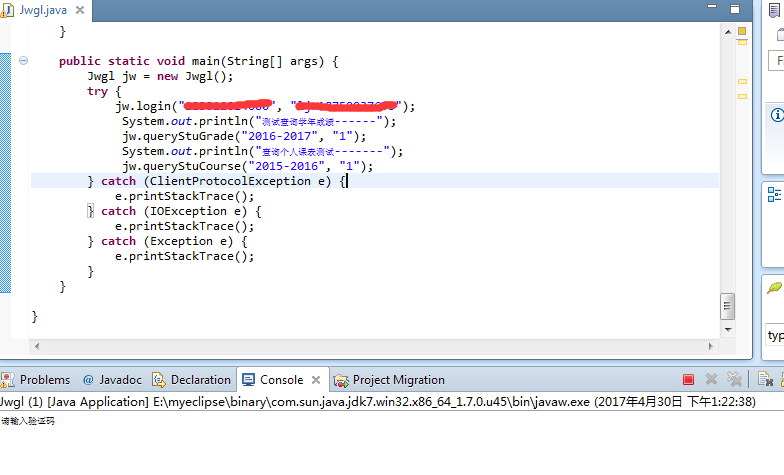 Jwgl.java
}
public static void main(String[] args) {
Jwgl jw = new Jwgl();
try {
jw.login(" ", " ");
System.out.println("测试查询学年成绩------");
jw.queryStuGrade("2016-2017", "1");
System.out.println("查询个人课表测试-------");
jw.queryStuCourse("2015-2016", "1");
} catch (ClientProtocolException e) {
e.printStackTrace();
} catch (IOException e) {
e.printStackTrace();
} catch (Exception e) {
e.printStackTrace();
}
}
}
typ
Problems @ Javadoc Declaration Console Project Migration
Jwgl (1) [Java Application] E:\myeclipse\binary\com.sun.java.jdk7.win32.x86_64_1.7.0.u45\bin\javaw.exe (2017年4月30日 下午1:22:38)
请输入验证码